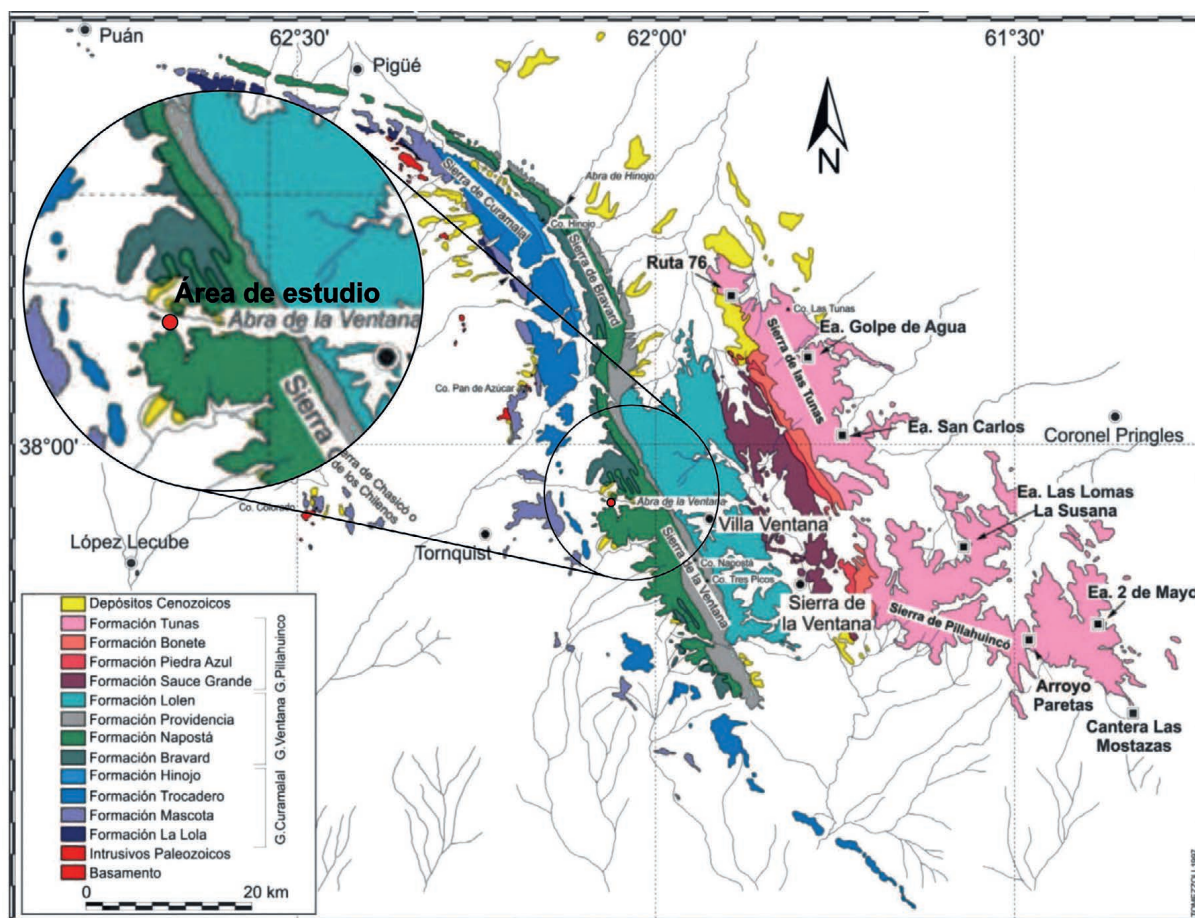 62°30'
62°00'
61°30'
Puán
Pigüé
N
Abra de Hinojo
Sierra de Curamalal
Co. Hinojo
Sierra de Bravard
Ruta 76
Co. Las Tunas
Ea. Golpe de Agua
Sierra de las Tunas
Área de estudio
Abra de la Ventana
Sierra
Sierra de Chasicó o
de los Chilenos
Co. Pan de Azúcar
Ea. San Carlos
Coronel Pringles
38°00'
Ea. Las Lomas
La Susana
Co. Colorado
Abra de la Ventana
Villa Ventana
López Lecube
Tornquist
Sierra de la Ventana
Co. Napostá
Co. Tres Picos
Sierra de
la Ventana
Ea. 2 de Mayo
Sierra de Pillahuincó
Arroyo
Paretas
Cantera Las
Mostazas
Depósitos Cenozoicos
Formación Tunas
Formación Bonete
Formación Piedra Azul
Formación Sauce Grande
Formación Lolen
Formación Providencia
Formación Napostá
Formación Bravard
Formación Hinojo
Formación Trocadero
Formación Mascota
Formación La Lola
Intrusivos Paleozoicos
Basamento
G.Pillahuinco
G.Ventana
G.Curamalal
0 20 km
TOMEZZOLI 1997